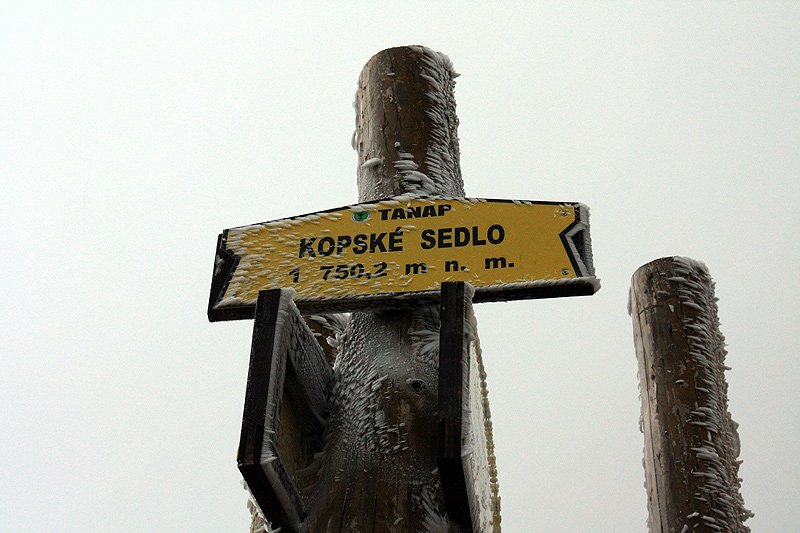 TANAP
KOPSKÉ SEDLO
1 750,2 m n. m.